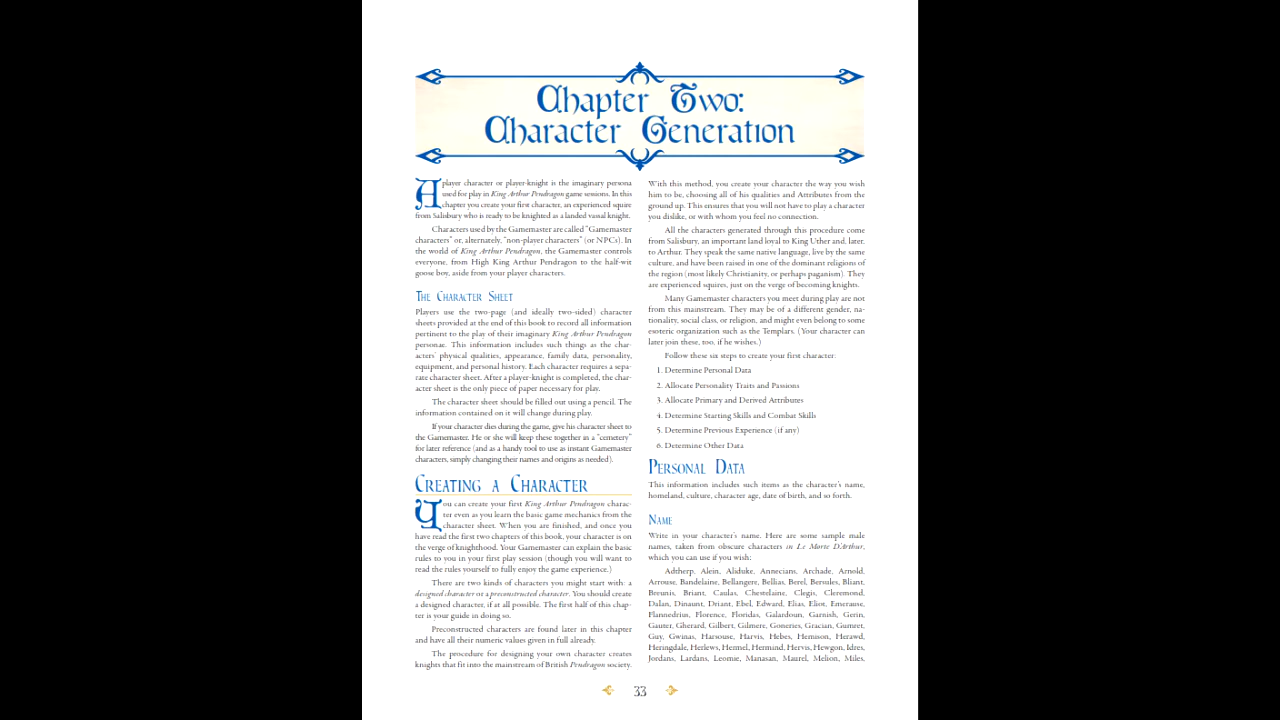 Chapter Two:
Character Generation
A player character or player-knight is the imaginary persona
used for play in King Arthur Pendragon game sessions. In this
chapter you create your first character, an experienced squire
from Salisbury who is ready to be knighted as a landed vassal knight.
Characters used by the Gamemaster are called "Gamemaster
characters" or, alternately, "non-player characters" (or NPCs). In
the world of King Arthur Pendragon, the Gamemaster controls
everyone, from High King Arthur Pendragon to the half-wit
goose boy, aside from your player characters.
The Character Sheet
Players use the two-page (and ideally two-sided) character
sheets provided at the end of this book to record all information
pertinent to the play of their imaginary King Arthur Pendragon
personae. This information includes such things as the char-
acters' physical qualities, appearance, family data, personality,
equipment, and personal history. Each character requires a sepa-
rate character sheet. After a player-knight is completed, the char-
acter sheet is the only piece of paper necessary for play.
The character sheet should be filled out using a pencil. The
information contained on it will change during play.
If your character dies during the game, give his character sheet to
the Gamemaster. He or she will keep these together in a "cemetery"
for later reference (and as a handy tool to use as instant Gamemaster
characters, simply changing their names and origins as needed).
Creating a Character
You can create your first King Arthur Pendragon charac-
ter even as you learn the basic game mechanics from the
character sheet. When you are finished, and once you
have read the first two chapters of this book, your character is on
the verge of knighthood. Your Gamemaster can explain the basic
rules to you in your first play session (though you will want to
read the rules yourself to fully enjoy the game experience.)
There are two kinds of characters you might start with: a
designed character or a preconstructed character. You should create
a designed character, if at all possible. The first half of this chap-
ter is your guide in doing so.
Preconstructed characters are found later in this chapter
and have all their numeric values given in full already.
The procedure for designing your own character creates
knights that fit into the mainstream of British Pendragon society.
With this method, you create your character the way you wish
him to be, choosing all of his qualities and Attributes from the
ground up. This ensures that you will not have to play a character
you dislike, or with whom you feel no connection.
All the characters generated through this procedure come
from Salisbury, an important land loyal to King Uther and, later,
to Arthur. They speak the same native language, live by the same
culture, and have been raised in one of the dominant religions of
the region (most likely Christianity, or perhaps paganism). They
are experienced squires, just on the verge of becoming knights.
Many Gamemaster characters you meet during play are not
from this mainstream. They may be of a different gender, na-
tionality, social class, or religion, and might even belong to some
esoteric organization such as the Templars. (Your character can
later join these, too, if he wishes.)
Follow these six steps to create your first character:
1. Determine Personal Data
2. Allocate Personality Traits and Passions
3. Allocate Primary and Derived Attributes
4. Determine Starting Skills and Combat Skills
5. Determine Previous Experience (if any)
6. Determine Other Data
Personal Data
This information includes such items as the character's name,
homeland, culture, character age, date of birth, and so forth.
Name
Write in your character's name. Here are some sample male
names, taken from obscure characters in Le Morte D'Arthur,
which you can use if you wish:
Adtherp, Alein, Aliduke, Annecians, Archade, Arnold,
Arrouse, Bandelaine, Bellangere, Bellias, Berel, Bersules, Bliant,
Breunis, Briant, Caulas, Chestelaine, Clegis, Cleremond,
Dalan, Dinaunt, Driant, Ebel, Edward, Elias, Eliot, Emerause,
Flannedrius, Florence, Floridas, Galardoun, Garnish, Gerin,
Gauter, Gherard, Gilbert, Gilmere, Goneries, Gracian, Gumret,
Guy, Gwinas, Harsouse, Harvis, Hebes, Hemison, Herawd,
Heringdale, Herlews, Hermel, Hermind, Hervis, Hewgon, Idres,
Jordans, Lardans, Leomie, Manasan, Maurel, Melion, Miles,
33